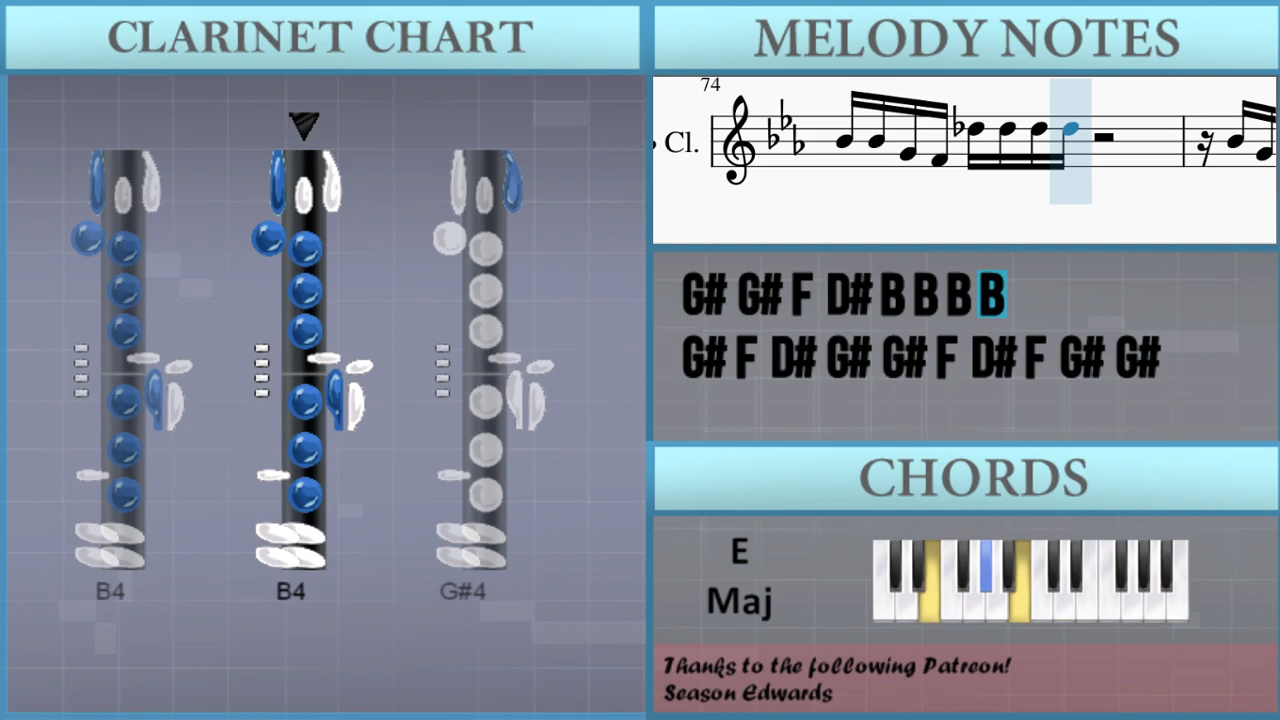 CLARINET CHART
MELODY NOTES
74
Cl.
G# G# F D# B B B B
G# F D# G# G# F D# F G# G#
B4
B4
G#4
CHORDS
E
Maj
Thanks to the following Patreon!
Season Edwards